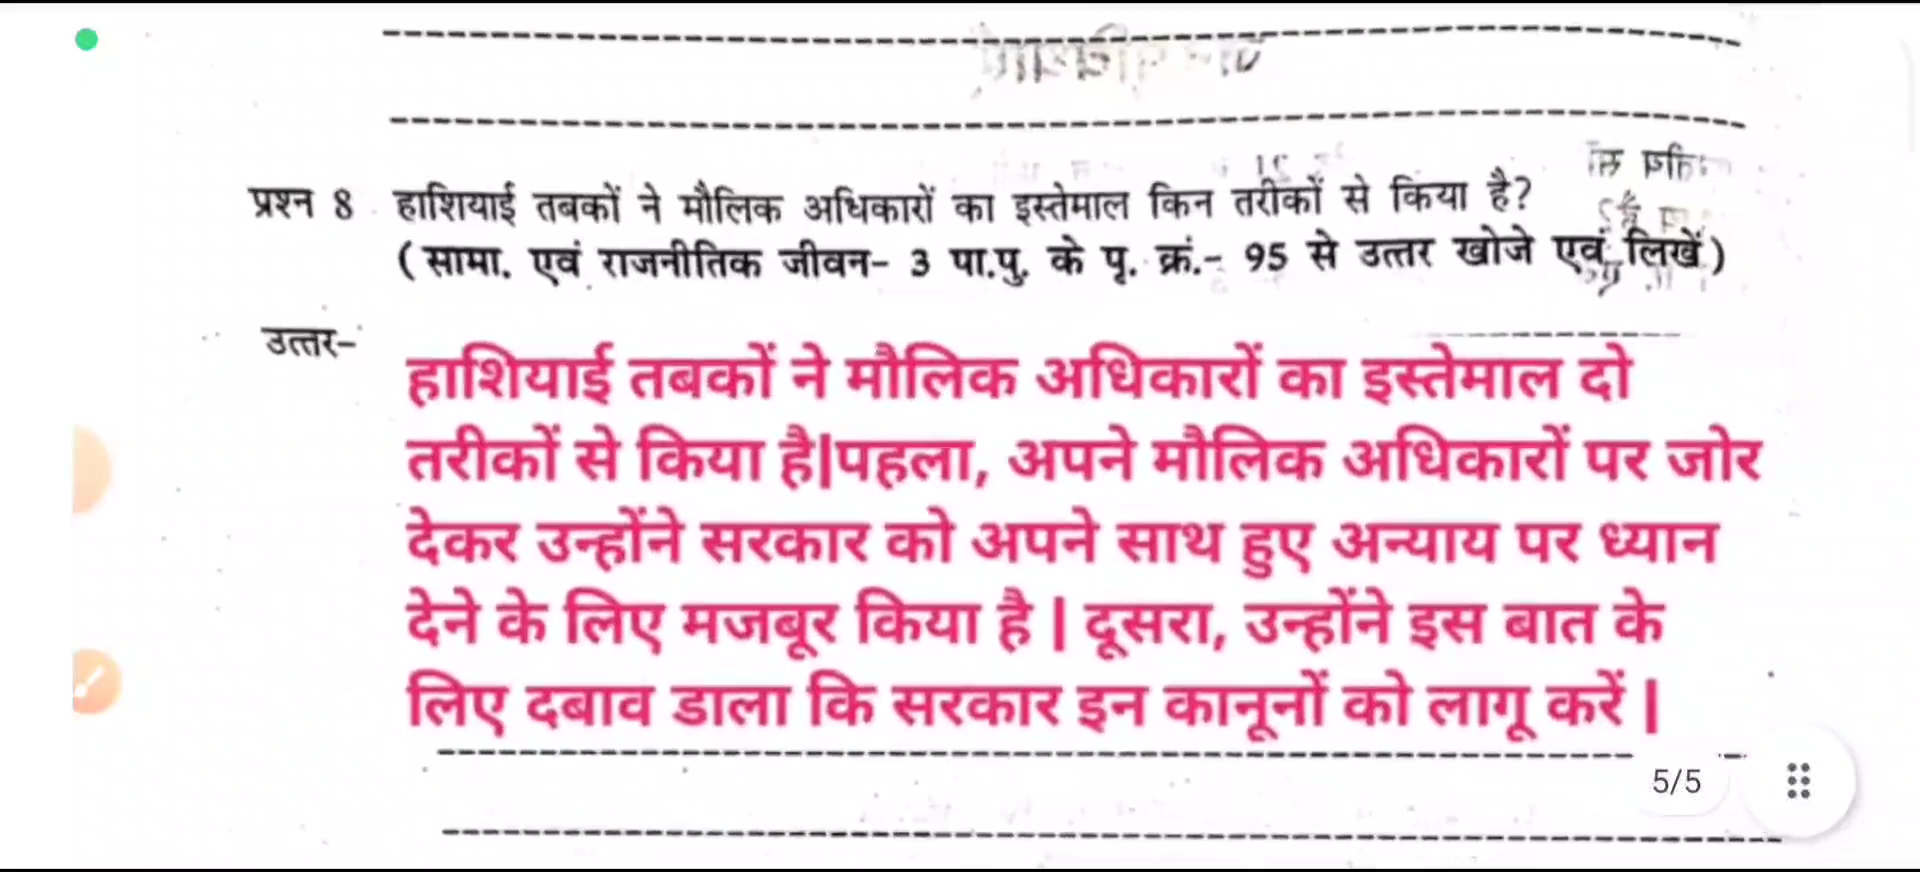 प्रश्न 8 हाशियाई तबकों ने मौलिक अधिकारों का इस्तेमाल किन तरीकों से किया है?
( सामा. एवं राजनीतिक जीवन- 3 पा.पु. के पृ. क्रं.- 95 से उत्तर खोजे एवं लिखें )
उत्तर-
हाशियाई तबकों ने मौलिक अधिकारों का इस्तेमाल दो
तरीकों से किया है|पहला, अपने मौलिक अधिकारों पर जोर
देकर उन्होंने सरकार को अपने साथ हुए अन्याय पर ध्यान
देने के लिए मजबूर किया है | दूसरा, उन्होंने इस बात के
लिए दबाव डाला कि सरकार इन कानूनों को लागू करें |
5/5